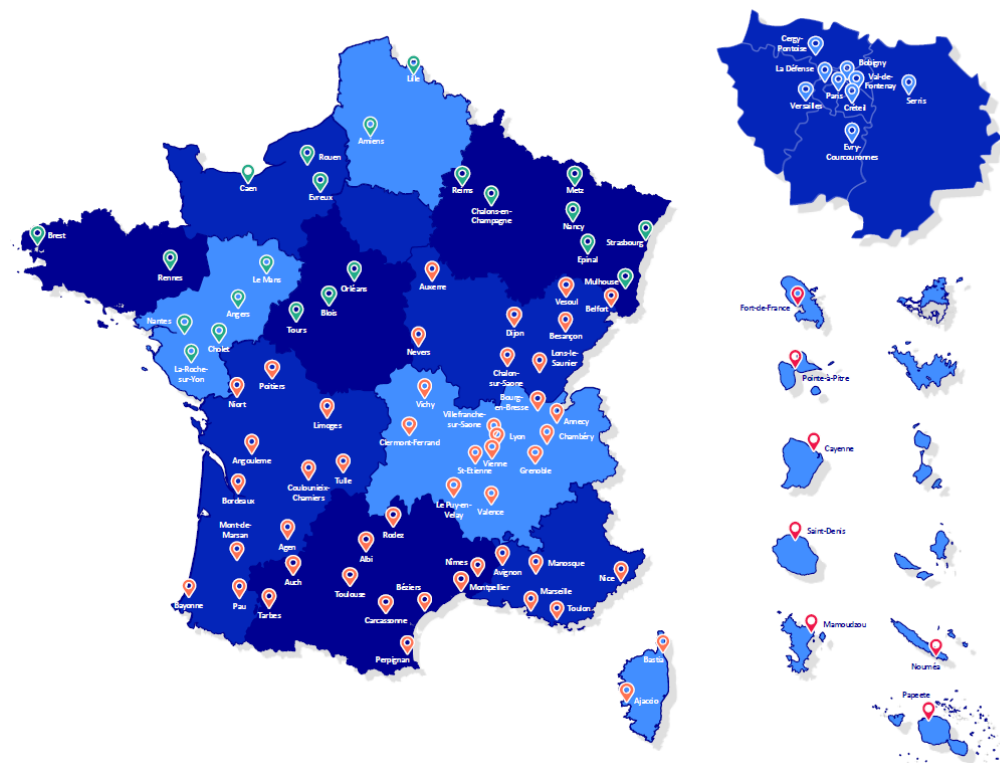 Lille
Amiens
Rouen
Caen
Evreux
Reims
Chalons-en-
Champagne
Metz
Nancy
Strasbourg
Epinal
Mulhouse
Brest
Rennes
Le Mans
Angers
Nantes
Cholet
La-Roche-
sur-Yon
Orléans
Blois
Tours
Auxerre
Vesoul
Belfort
Dijon
Besançon
Nevers
Chalon-
sur-Saone
Lons-le-
Saunier
Poitiers
Niort
Limoges
Angouleme
Coulounieix-
Chamiers
Tulle
Bordeaux
Mont-de-
Marsan
Agen
Bayonne
Pau
Vichy
Bourg-
en-Bresse
Villefranche-
sur-Saone
Annecy
Clermont-Ferrand
Lyon
Chambéry
Vienne
St-Etienne
Grenoble
Le Puy-en-
Velay
Valence
Rodez
Albi
Auch
Tarbes
Toulouse
Béziers
Carcassonne
Perpignan
Nîmes
Montpellier
Avignon
Manosque
Nice
Marseille
Toulon
Bastia
Ajaccio
Cergy-
Pontoise
La Défense
Bobigny
Val-de-
Fontenay
Paris
Versailles
Créteil
Serris
Evry-
Courcouronnes
Fort-de-France
Pointe-à-Pitre
Cayenne
Saint-Denis
Mamoudzou
Nouméa
Papeete